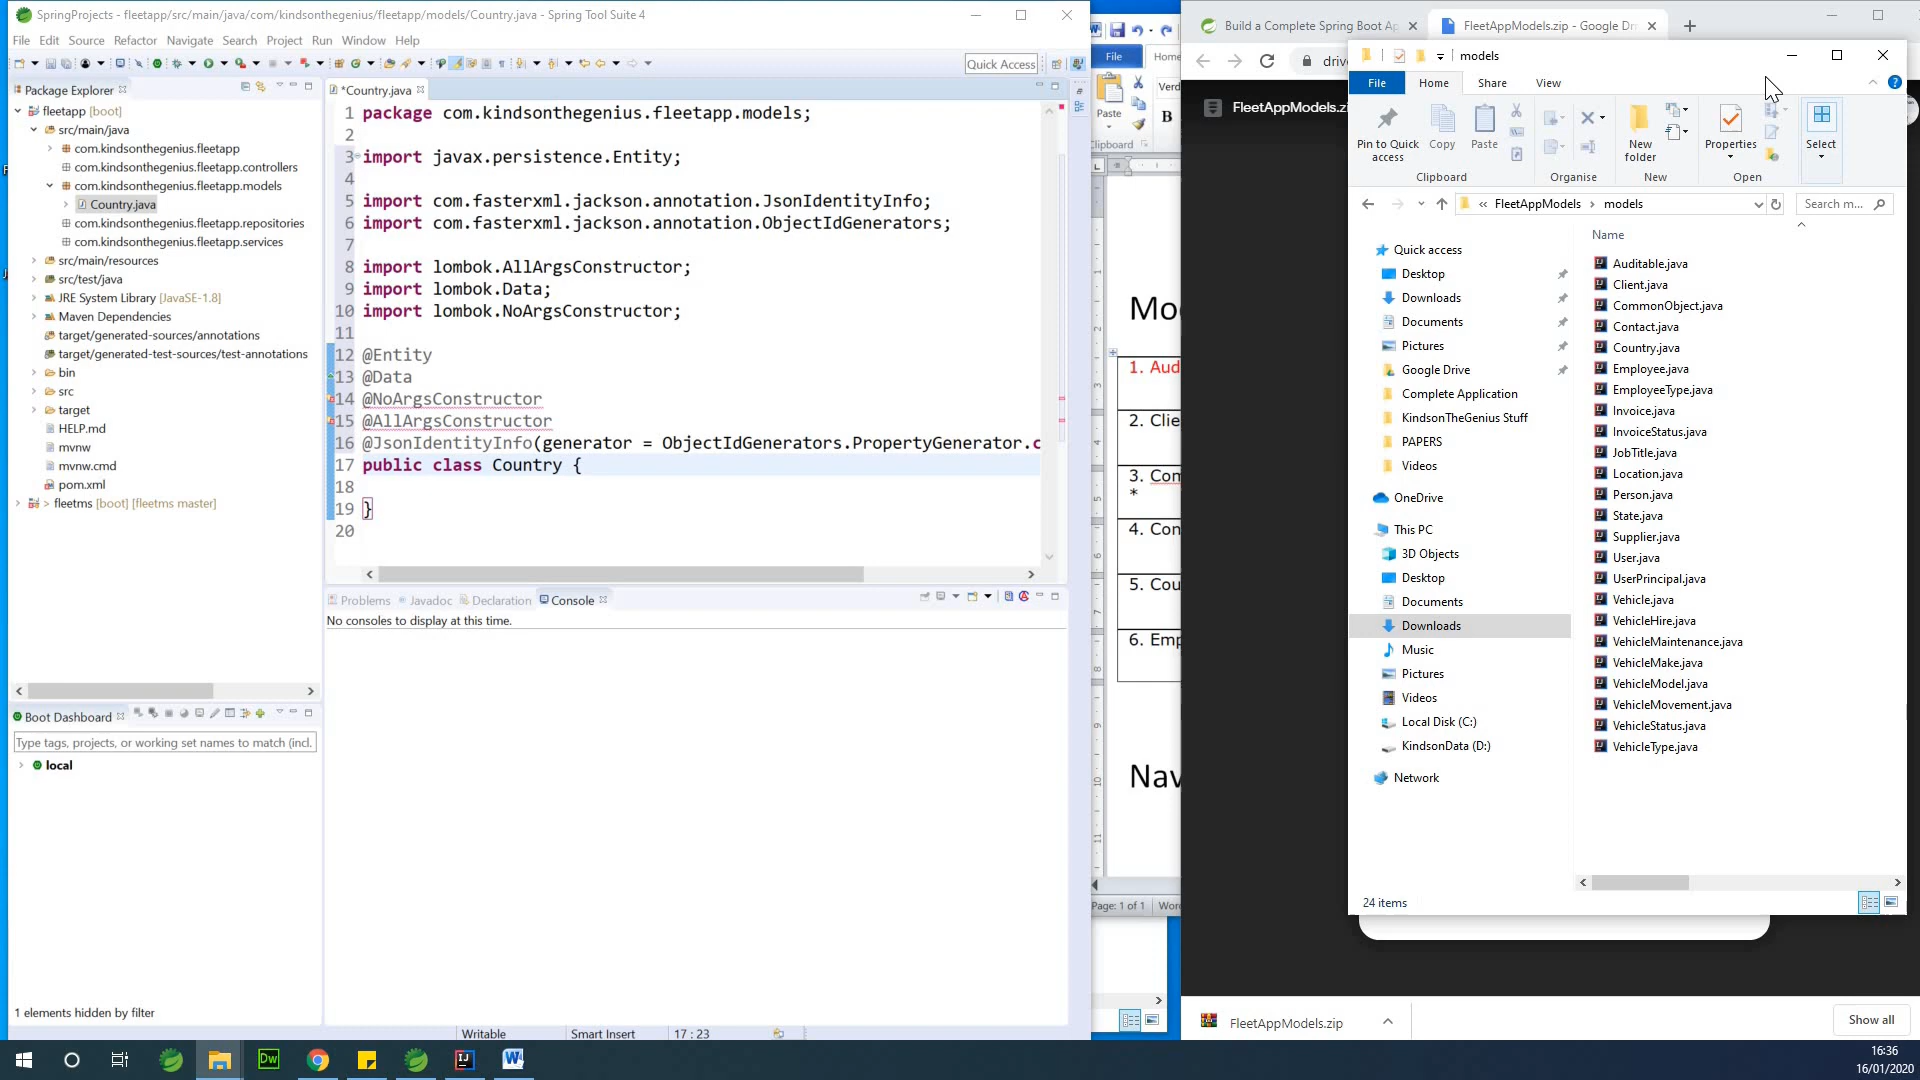 SpringProjects - fleetapp/src/main/java/com/kindsonthegenius/fleetapp/models/Country.java - Spring Tool Suite 4
File Edit Source Refactor Navigate Search Project Run Window Help
Quick Access
Package Explorer
fleetapp [boot]
src/main/java
com.kindsonthegenius.fleetapp
com.kindsonthegenius.fleetapp.controllers
com.kindsonthegenius.fleetapp.models
Country.java
com.kindsonthegenius.fleetapp.repositories
com.kindsonthegenius.fleetapp.services
src/main/resources
src/test/java
JRE System Library [JavaSE-1.8]
Maven Dependencies
target/generated-sources/annotations
target/generated-test-sources/test-annotations
bin
src
target
HELP.md
mvnw
mvnw.cmd
pom.xml
> fleetms [boot] [fleetms master]
Boot Dashboard
Type tags, projects, or working set names to match (incl.
local
1 elements hidden by filter
*Country.java
1 package com.kindsonthegenius.fleetapp.models;
2
3 import javax.persistence.Entity;
4
5 import com.fasterxml.jackson.annotation.JsonIdentityInfo;
6 import com.fasterxml.jackson.annotation.ObjectIdGenerators;
7
8 import lombok.AllArgsConstructor;
9 import lombok.Data;
10 import lombok.NoArgsConstructor;
11
12 @Entity
13 @Data
14 @NoArgsConstructor
15 @AllArgsConstructor
16 @JsonIdentityInfo(generator = ObjectIdGenerators.PropertyGenerator.c
17 public class Country {
18
19 }
20
Problems Javadoc Declaration Console
No consoles to display at this time.
Writable Smart Insert 17 : 23
File Home
Paste
Verd
B
Clipboard
Mo
1. Aud
2. Clie
3. Com
*
4. Con
5. Cou
6. Emp
Nav
Page: 1 of 1 Word
Build a Complete Spring Boot Ap
FleetAppModels.zip - Google Dr
drive
FleetAppModels.zi
models
File Home Share View
Pin to Quick access
Copy
Paste
New folder
Properties
Select
Clipboard Organise New Open
« FleetAppModels > models
Search m...
Quick access
Desktop
Downloads
Documents
Pictures
Google Drive
Complete Application
KindsonTheGenius Stuff
PAPERS
Videos
OneDrive
This PC
3D Objects
Desktop
Documents
Downloads
Music
Pictures
Videos
Local Disk (C:)
KindsonData (D:)
Network
Name
Auditable.java
Client.java
CommonObject.java
Contact.java
Country.java
Employee.java
EmployeeType.java
Invoice.java
InvoiceStatus.java
JobTitle.java
Location.java
Person.java
State.java
Supplier.java
User.java
UserPrincipal.java
Vehicle.java
VehicleHire.java
VehicleMaintenance.java
VehicleMake.java
VehicleModel.java
VehicleMovement.java
VehicleStatus.java
VehicleType.java
24 items
FleetAppModels.zip
Show all
Dw
IJ
W
16:36
16/01/2020